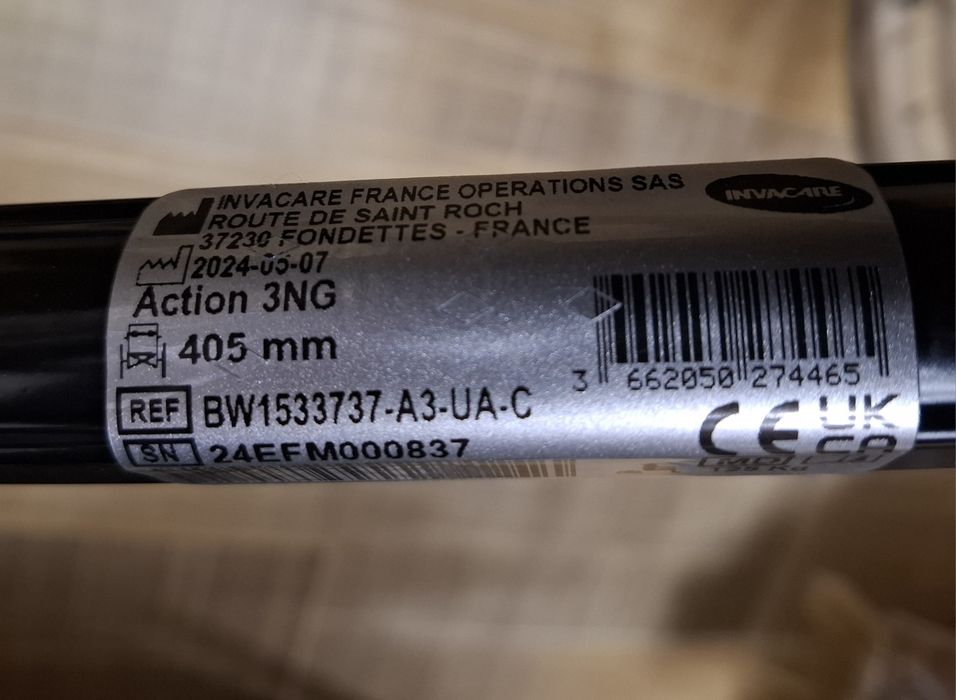 INVACARE FRANCE OPERATIONS SAS
ROUTE DE SAINT ROCH
37230 FONDETTES - FRANCE
INVACARE
2024-05-07
Action 3NG
405 mm
3 662050 274465
REF BW1533737-A3-UA-C
SN 24EFM000837
CE UK CA
MD